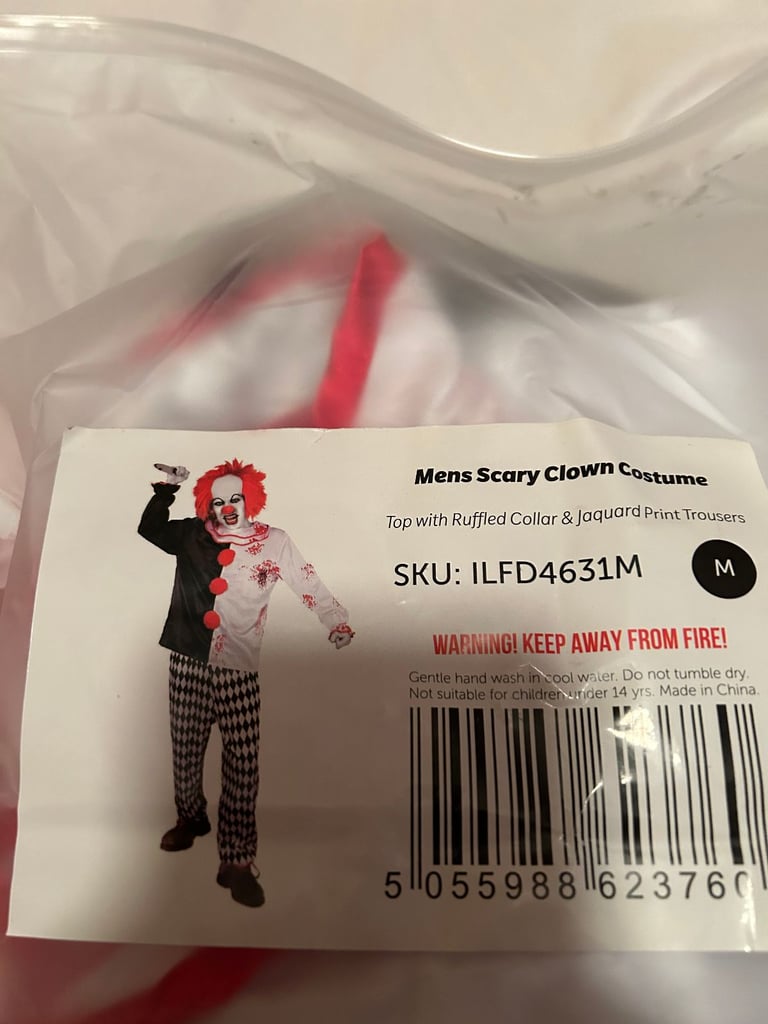 Mens Scary Clown Costume
Top with Ruffled Collar & Jaquard Print Trousers
SKU: ILFD4631M
M
WARNING! KEEP AWAY FROM FIRE!
Gentle hand wash in cool water. Do not tumble dry.
Not suitable for children under 14 yrs. Made in China.
5 055988 623760